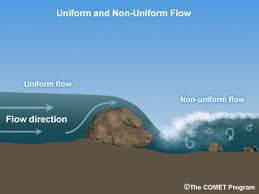 Uniform and Non-Uniform Flow
Uniform flow
Non-uniform flow
Flow direction
©The COMET Program